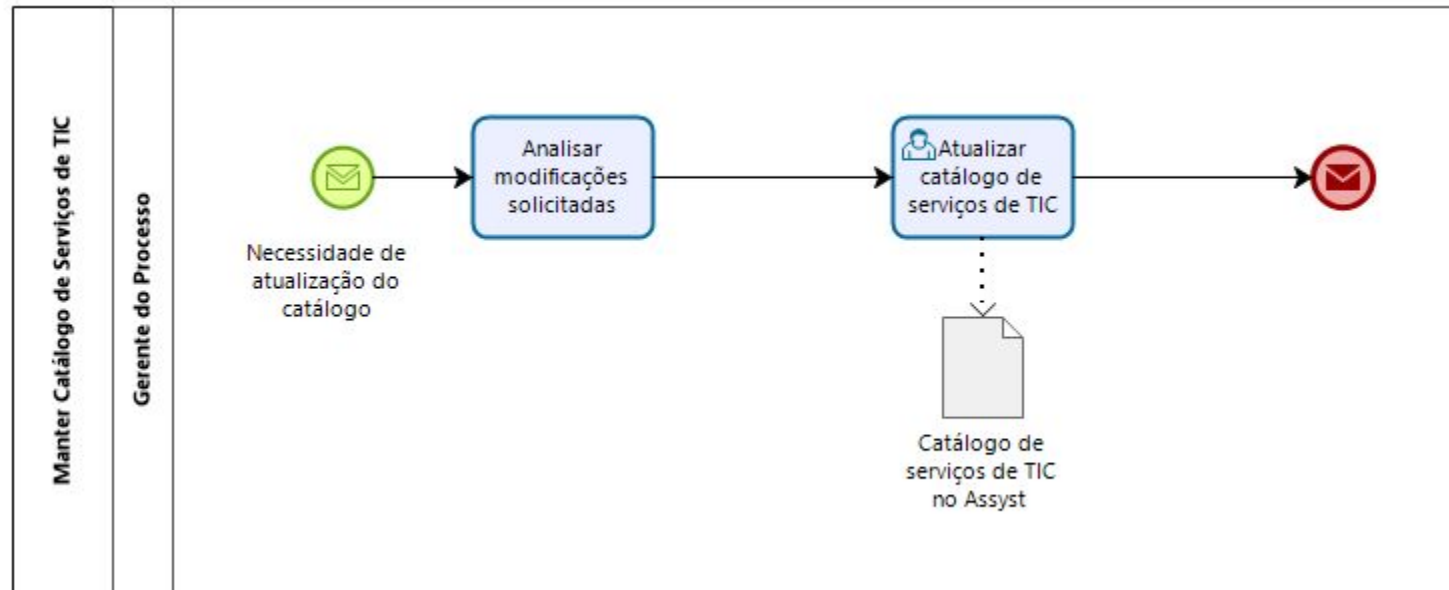 Manter Catálogo de Serviços de TIC
Gerente do Processo
Necessidade de
atualização do
catálogo
Analisar
modificações
solicitadas
Atualizar
catálogo de
serviços de TIC
Catálogo de
serviços de TIC
no Assyst